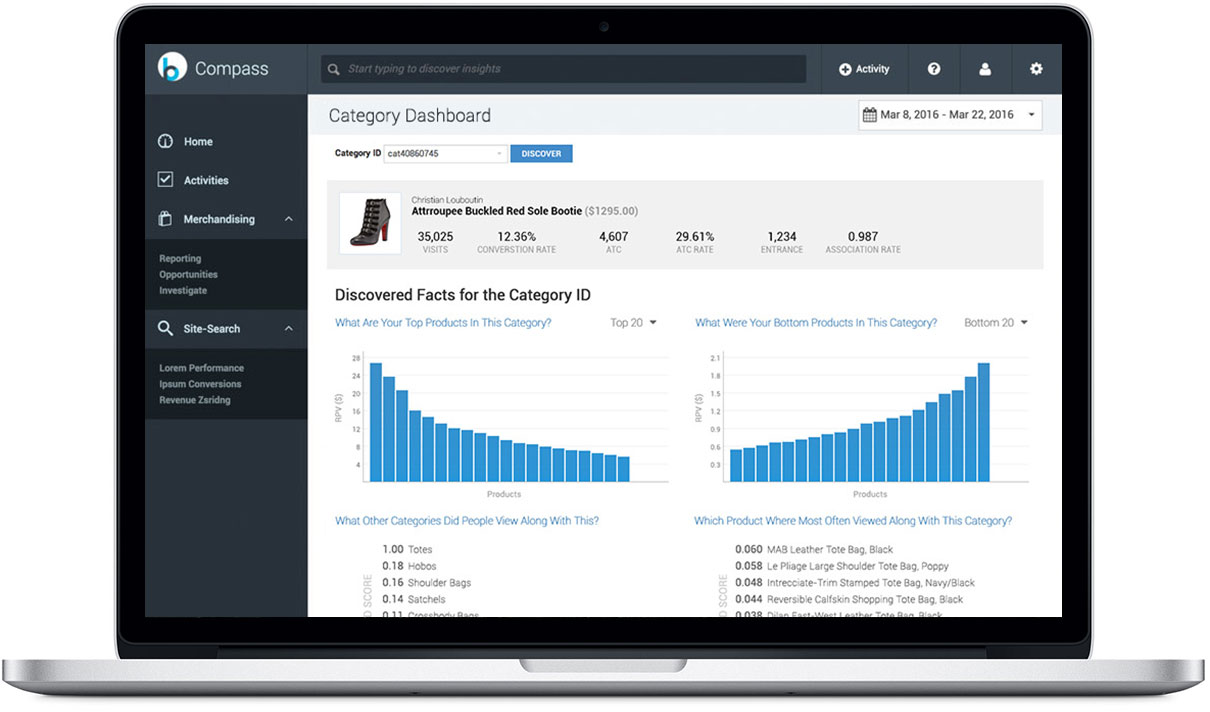 Compass
Start typing to discover insights
Activity
Home
Activities
Merchandising
Reporting
Opportunities
Investigate
Site-Search
Lorem Performance
Ipsum Conversions
Revenue Zsridng
Category Dashboard
Mar 8, 2016 - Mar 22, 2016
Category ID cat40860745 DISCOVER
Christian Louboutin
Attrroupee Buckled Red Sole Bootie ($1295.00)
35,025 12.36% 4,607 29.61% 1,234 0.987
VISITS CONVERSTION RATE ATC ATC RATE ENTRANCE ASSOCIATION RATE
Discovered Facts for the Category ID
What Are Your Top Products In This Category? Top 20
28
24
20
16
12
8
4
RPV ($)
Products
What Were Your Bottom Products In This Category? Bottom 20
2.1
1.8
1.5
1.2
0.9
0.6
0.3
RPV ($)
Products
What Other Categories Did People View Along With This?
1.00 Totes
0.18 Hobos
0.16 Shoulder Bags
0.14 Satchels
0.11 Crossbody Bags
D SCORE
Which Product Where Most Often Viewed Along With This Category?
0.060 MAB Leather Tote Bag, Black
0.058 Le Pliage Large Shoulder Tote Bag, Poppy
0.048 Intrecciate-Trim Stamped Tote Bag, Navy/Black
0.044 Reversible Calfskin Shopping Tote Bag, Black
0.038 Dilan East-West Leather Tote Bag, Black
D SCORE